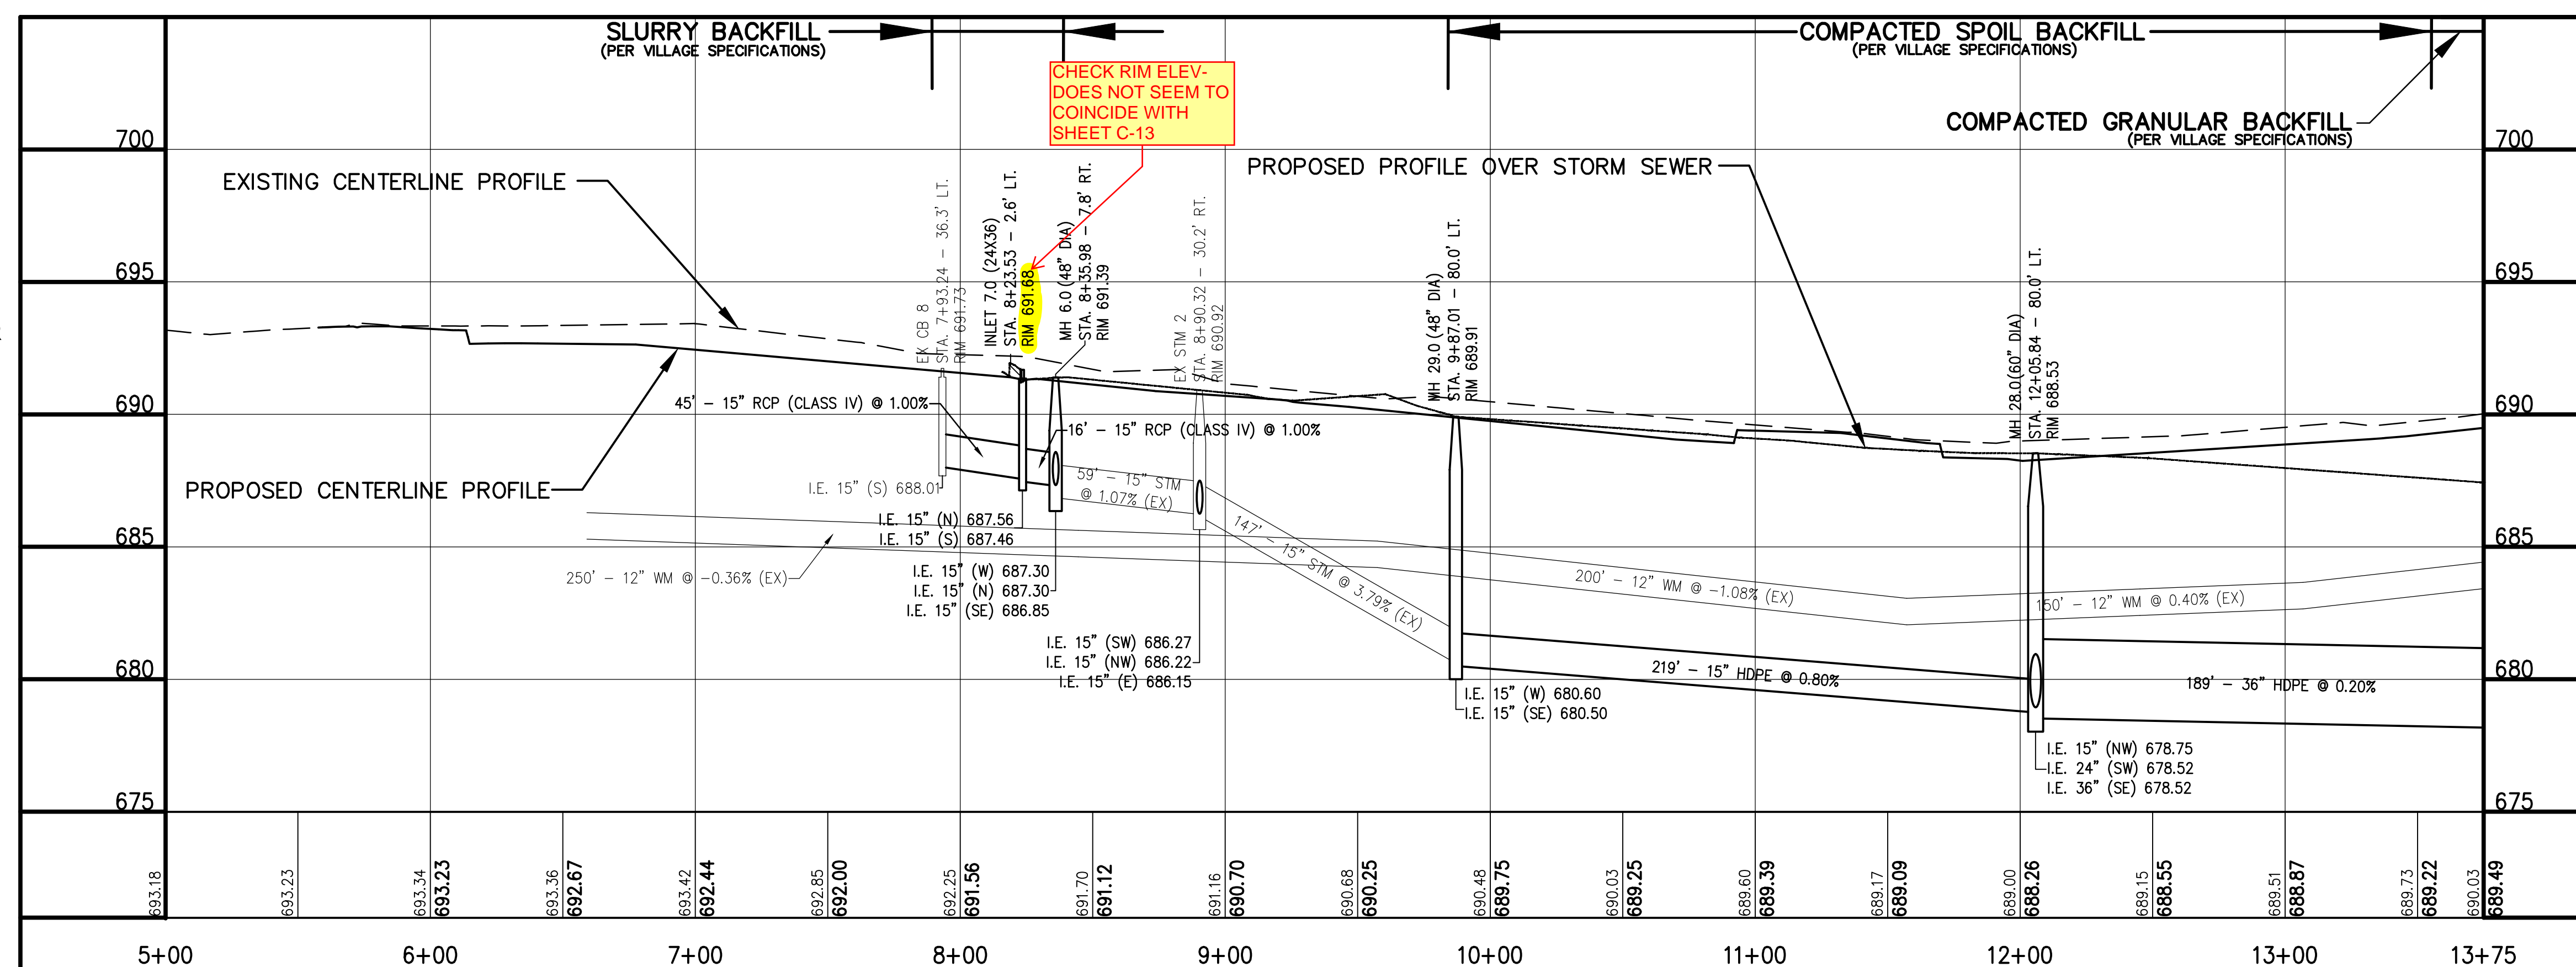 SLURRY BACKFILL
(PER VILLAGE SPECIFICATIONS)
COMPACTED SPOIL BACKFILL
(PER VILLAGE SPECIFICATIONS)
CHECK RIM ELEV-
DOES NOT SEEM TO
COINCIDE WITH
SHEET C-13
COMPACTED GRANULAR BACKFILL
(PER VILLAGE SPECIFICATIONS)
700
700
EXISTING CENTERLINE PROFILE
PROPOSED PROFILE OVER STORM SEWER
695
695
EX CB 8
STA. 7+93.24 - 36.3' LT.
RIM 691.73
INLET 7.0 (24X36)
STA. 8+23.53 - 2.6' LT.
RIM 691.68
MH 6.0 (48" DIA)
STA. 8+35.98 - 7.8' RT.
RIM 691.39
EX STM 2
STA. 8+90.32 - 30.2' RT.
RIM 690.92
MH 29.0 (48" DIA)
STA. 9+87.01 - 80.0' LT.
RIM 689.91
MH 28.0(60" DIA)
STA. 12+05.84 - 80.0' LT.
RIM 688.53
690
690
45' - 15" RCP (CLASS IV) @ 1.00%
16' - 15" RCP (CLASS IV) @ 1.00%
PROPOSED CENTERLINE PROFILE
I.E. 15" (S) 688.01
59' - 15" STM
@ 1.07% (EX)
I.E. 15" (N) 687.56
I.E. 15" (S) 687.46
147' - 15" STM @ 3.79% (EX)
685
685
250' - 12" WM @ -0.36% (EX)
I.E. 15" (W) 687.30
I.E. 15" (N) 687.30
I.E. 15" (SE) 686.85
200' - 12" WM @ -1.08% (EX)
150' - 12" WM @ 0.40% (EX)
I.E. 15" (SW) 686.27
I.E. 15" (NW) 686.22
I.E. 15" (E) 686.15
680
680
219' - 15" HDPE @ 0.80%
189' - 36" HDPE @ 0.20%
I.E. 15" (W) 680.60
I.E. 15" (SE) 680.50
I.E. 15" (NW) 678.75
I.E. 24" (SW) 678.52
I.E. 36" (SE) 678.52
675
675
693.18
693.23
693.34
693.23
693.36
692.67
693.42
692.44
692.85
692.00
692.25
691.56
691.70
691.12
691.16
690.70
690.68
690.25
690.48
689.75
690.03
689.25
689.60
689.39
689.17
689.09
689.00
688.26
689.15
688.55
689.51
688.87
689.73
689.22
690.03
689.49
5+00
6+00
7+00
8+00
9+00
10+00
11+00
12+00
13+00
13+75